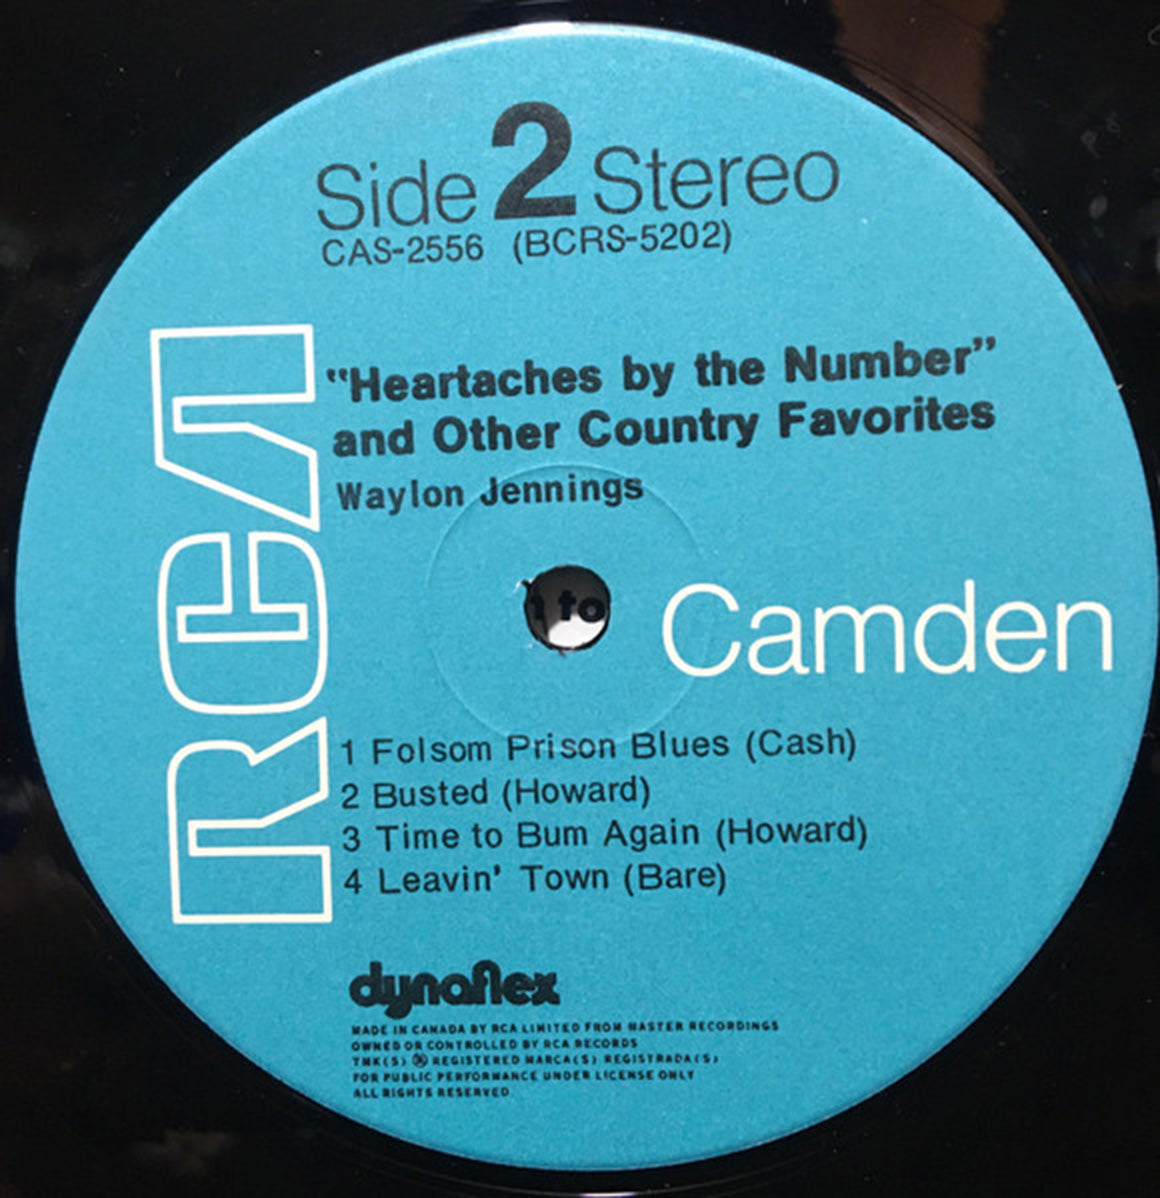 Side 2 Stereo
CAS-2556 (BCRS-5202)
"Heartaches by the Number"
and Other Country Favorites
Waylon Jennings
RCA
Camden
1 Folsom Prison Blues (Cash)
2 Busted (Howard)
3 Time to Bum Again (Howard)
4 Leavin' Town (Bare)
dynaflex
MADE IN CANADA BY RCA LIMITED FROM MASTER RECORDINGS
OWNED OR CONTROLLED BY RCA RECORDS
TMK(S) ® REGISTERED MARCA(S) REGISTRADA(S)
FOR PUBLIC PERFORMANCE UNDER LICENSE ONLY
ALL RIGHTS RESERVED